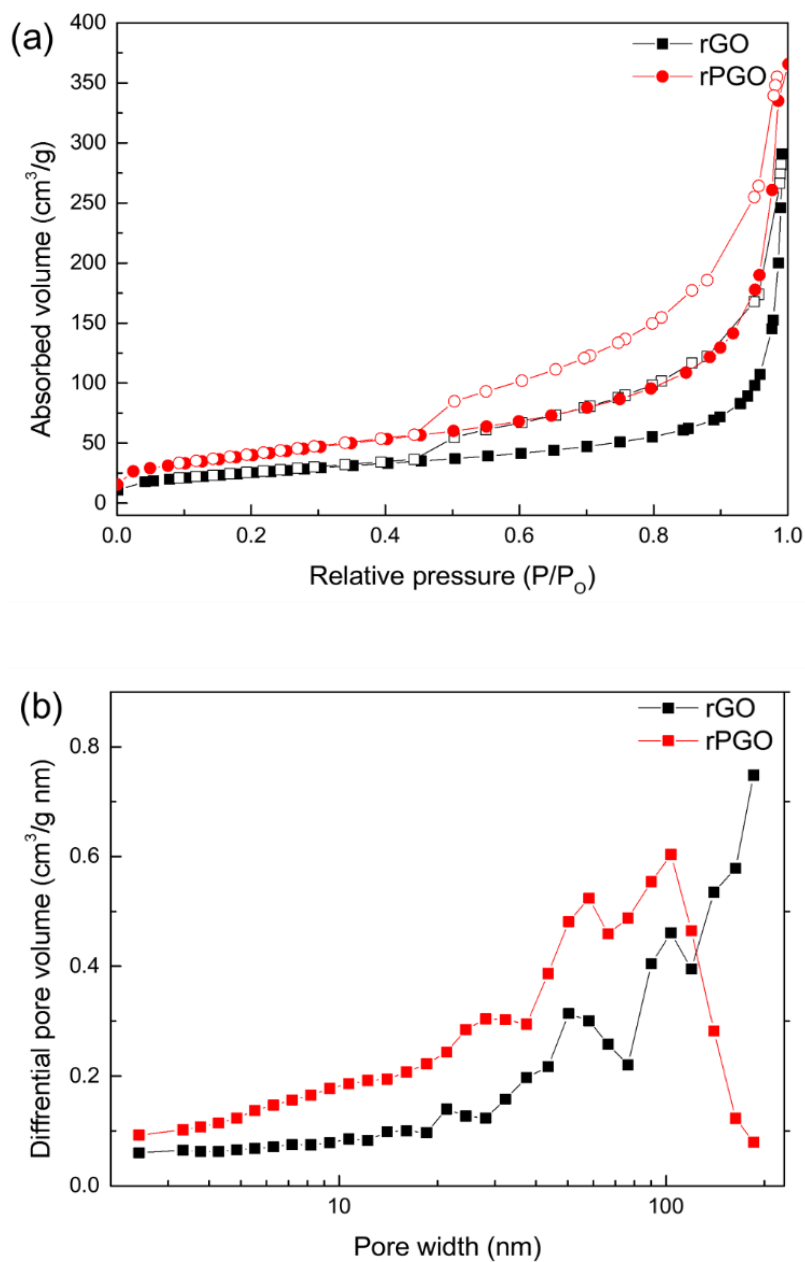 (a)
rGO
rPGO
400
350
300
250
200
150
100
50
0
Absorbed volume (cm³/g)
0.0 0.2 0.4 0.6 0.8 1.0
Relative pressure (P/P_O)
(b)
rGO
rPGO
0.8
0.6
0.4
0.2
0.0
Diffrential pore volume (cm³/g nm)
10 100
Pore width (nm)